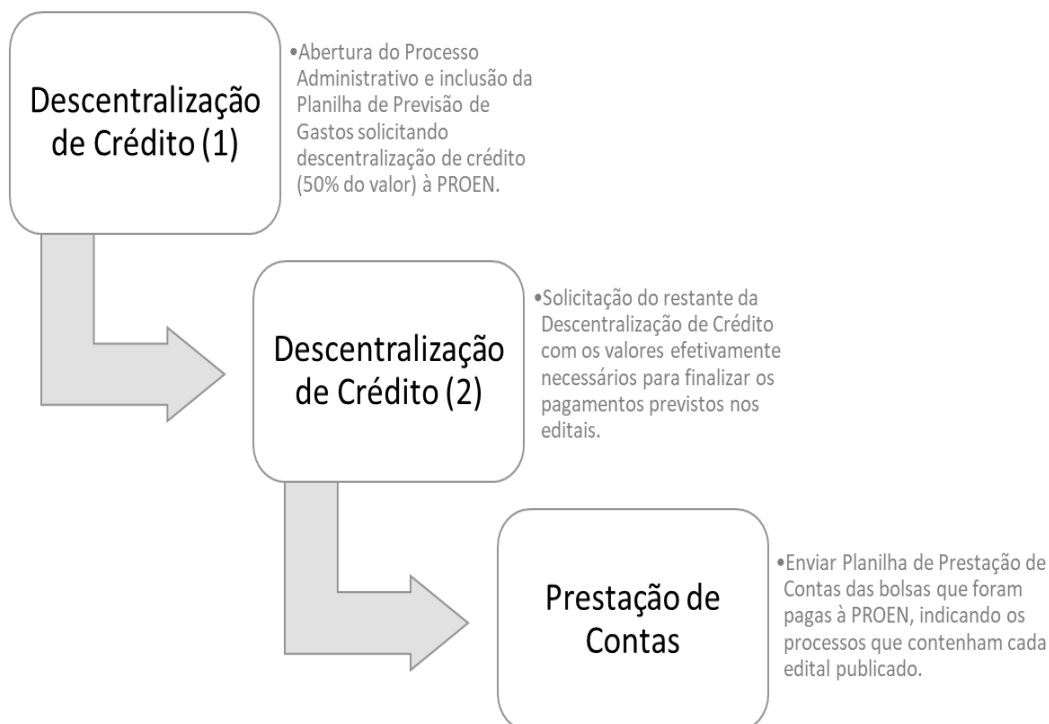 Descentralização
de Crédito (1)
•Abertura do Processo
Administrativo e inclusão da
Planilha de Previsão de
Gastos solicitando
descentralização de crédito
(50% do valor) à PROEN.
Descentralização
de Crédito (2)
•Solicitação do restante da
Descentralização de Crédito
com os valores efetivamente
necessários para finalizar os
pagamentos previstos nos
editais.
Prestação de
Contas
•Enviar Planilha de Prestação de
Contas das bolsas que foram
pagas à PROEN, indicando os
processos que contenham cada
edital publicado.